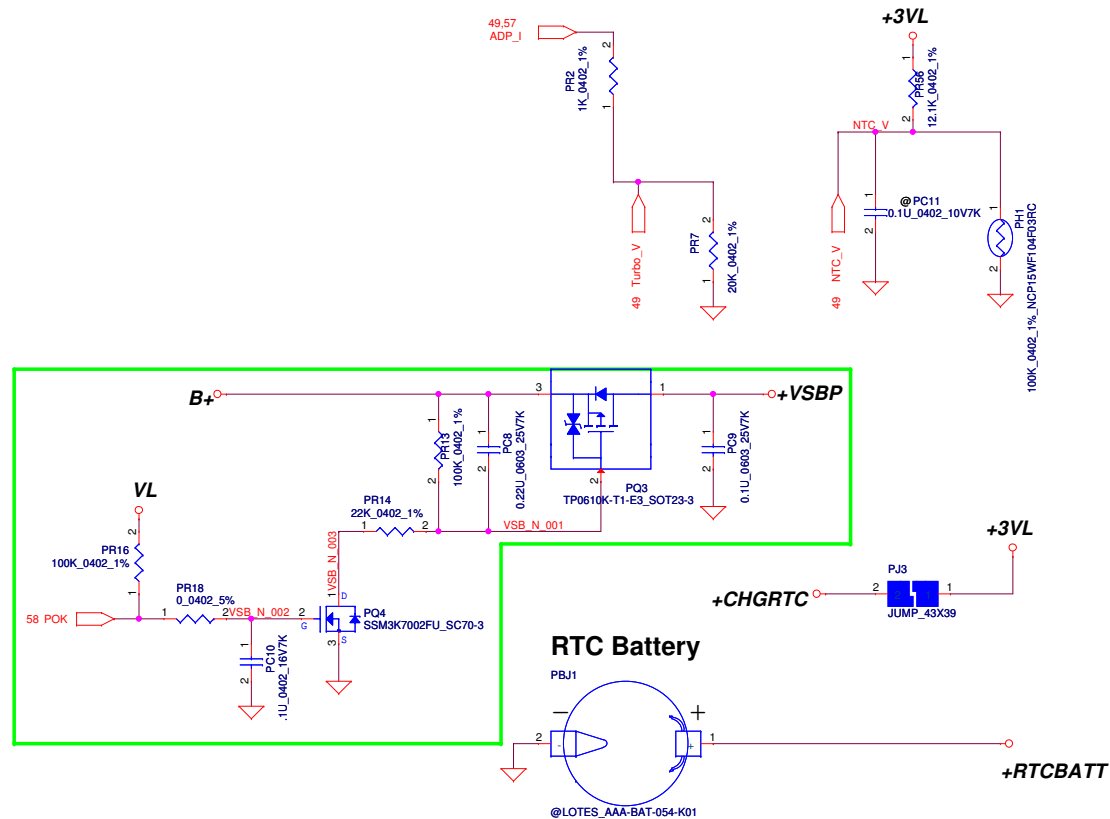 49,57
ADP_I
2
PR2
1K_0402_1%
1
49 Turbo_V
2
PR7
20K_0402_1%
1
+3VL
1
PR56
12.1K_0402_1%
2
NTC_V
49 NTC_V
1
@PC11
.0.1U_0402_10V7K
2
1
PH1
2
100K_0402_1%_NCP15WF104F03RC
B+
3
1
+VSBP
1
PR13
100K_0402_1%
2
1
PC8
0.22U_0603_25V7K
2
2
PQ3
TP0610K-T1-E3_SOT23-3
1
PC9
0.1U_0603_25V7K
2
VL
2
PR16
100K_0402_1%
1
PR14
22K_0402_1%
1
2
VSB_N_001
VSB_N_003
58 POK
PR18
0_0402_5%
1
2
VSB_N_002
1
PC10
.1U_0402_16V7K
2
1
D
2
G
PQ4
SSM3K7002FU_SC70-3
3
S
+3VL
PJ3
+CHGRTC
2
2
1
1
JUMP_43X39
RTC Battery
PBJ1
−
+
2
-
+
1
+RTCBATT
@LOTES_AAA-BAT-054-K01